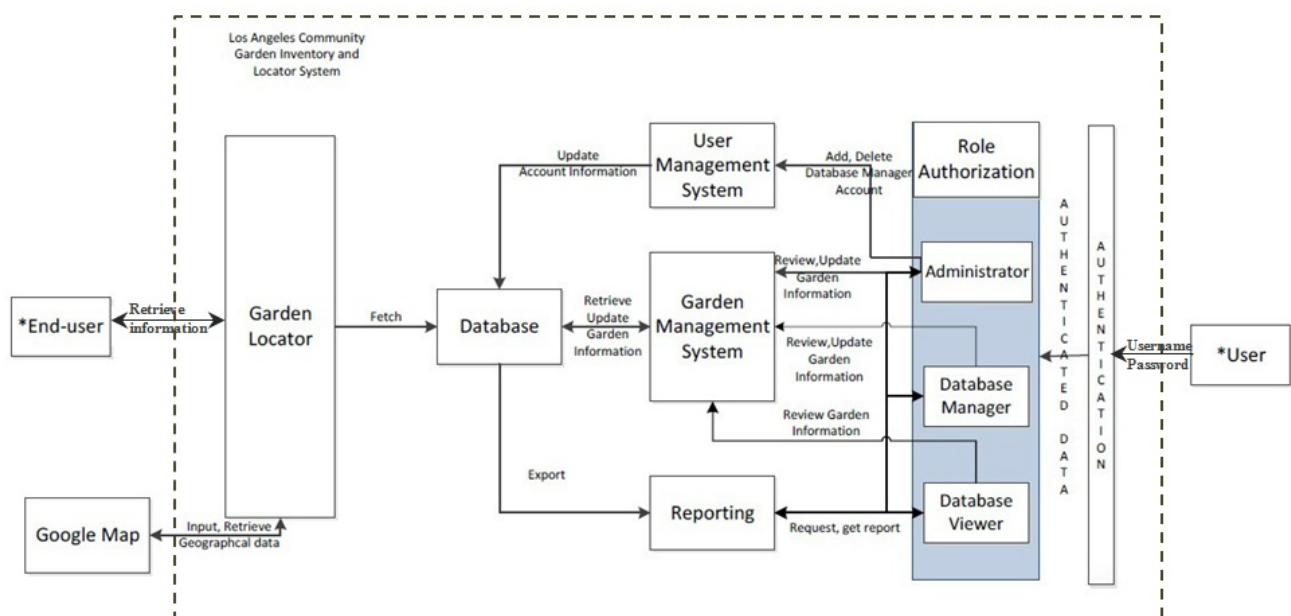 Los Angeles Community
Garden Inventory and
Locator System
User
Management
System
Role
Authorization
Update
Account Information
Add, Delete
Database Manager
Account
Administrator
Review,Update
Garden
Information
*End-user
Retrieve
information
Garden
Locator
Fetch
Database
Retrieve
Update
Garden
Information
Garden
Management
System
Review,Update
Garden
Information
Database
Manager
Review Garden
Information
AUTHENTICATED DATA
AUTHENTICATION
Username
Password
*User
Export
Reporting
Request, get report
Database
Viewer
Google Map
Input, Retrieve
Geographcal data